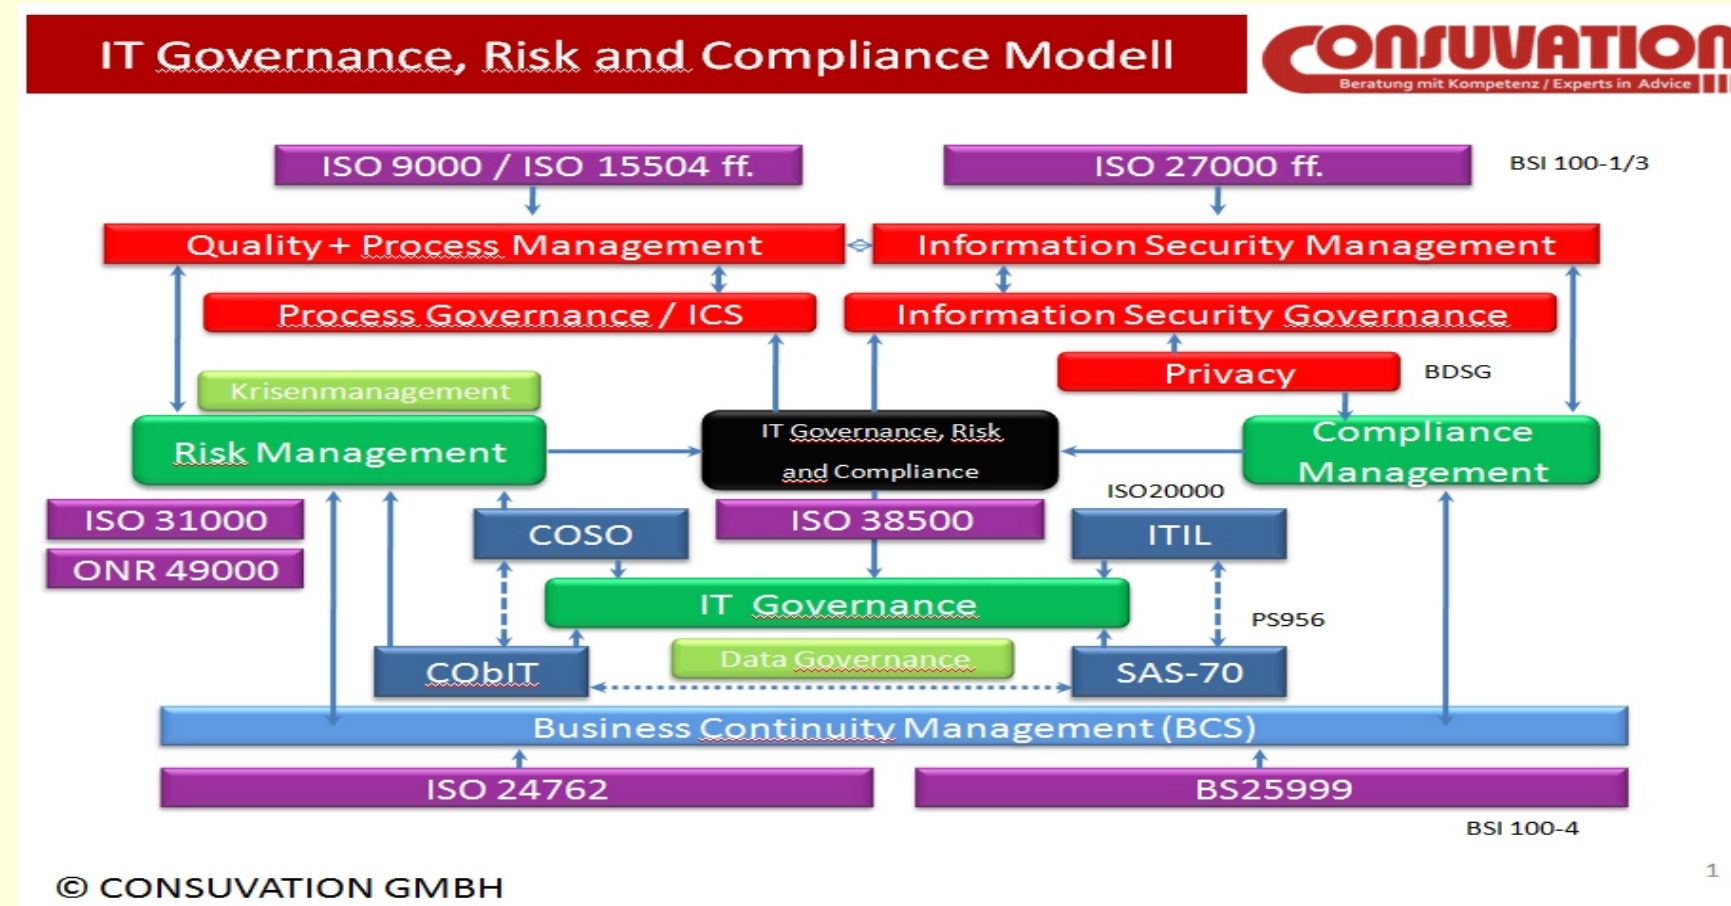 IT Governance, Risk and Compliance Modell
CONSUVATION
Beratung mit Kompetenz / Experts in Advice
ISO 9000 / ISO 15504 ff.
ISO 27000 ff.
BSI 100-1/3
Quality + Process Management
Information Security Management
Process Governance / ICS
Information Security Governance
Privacy
BDSG
Krisenmanagement
Risk Management
IT Governance, Risk
and Compliance
Compliance
Management
ISO 31000
ONR 49000
COSO
ISO 38500
ISO20000
ITIL
IT Governance
PS956
CObIT
Data Governance
SAS-70
Business Continuity Management (BCS)
ISO 24762
BS25999
BSI 100-4
© CONSUVATION GMBH
1